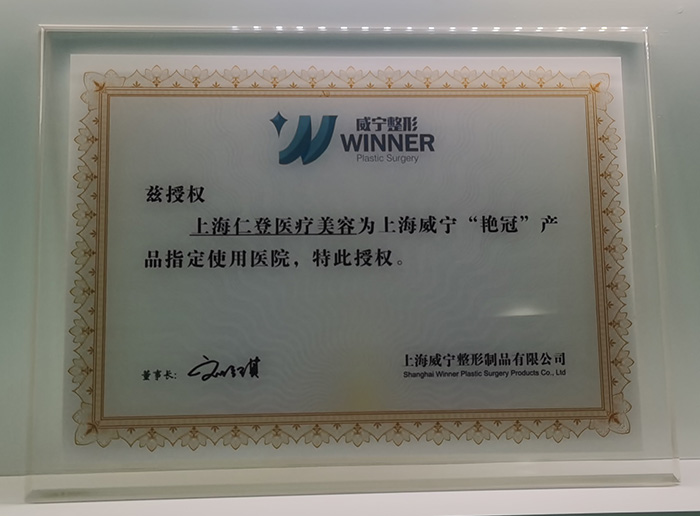 威宁整形
WINNER
Plastic Surgery
兹授权
上海仁登医疗美容为上海威宁“艳冠”产
品指定使用医院，特此授权。
董事长：
上海威宁整形制品有限公司
Shanghai Winner Plastic Surgery Products Co., Ltd